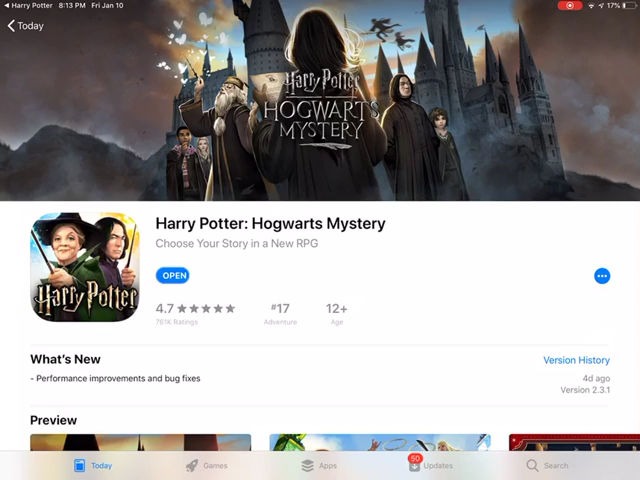 Harry Potter 8:13 PM Fri Jan 10 17%
Today
Harry Potter
HOGWARTS
MYSTERY
Harry Potter: Hogwarts Mystery
Choose Your Story in a New RPG
OPEN
Harry Potter
4.7 #17 12+
761K Ratings Adventure Age
What's New Version History
- Performance improvements and bug fixes 4d ago
Version 2.3.1
Preview
50
Today Games Apps Updates Search